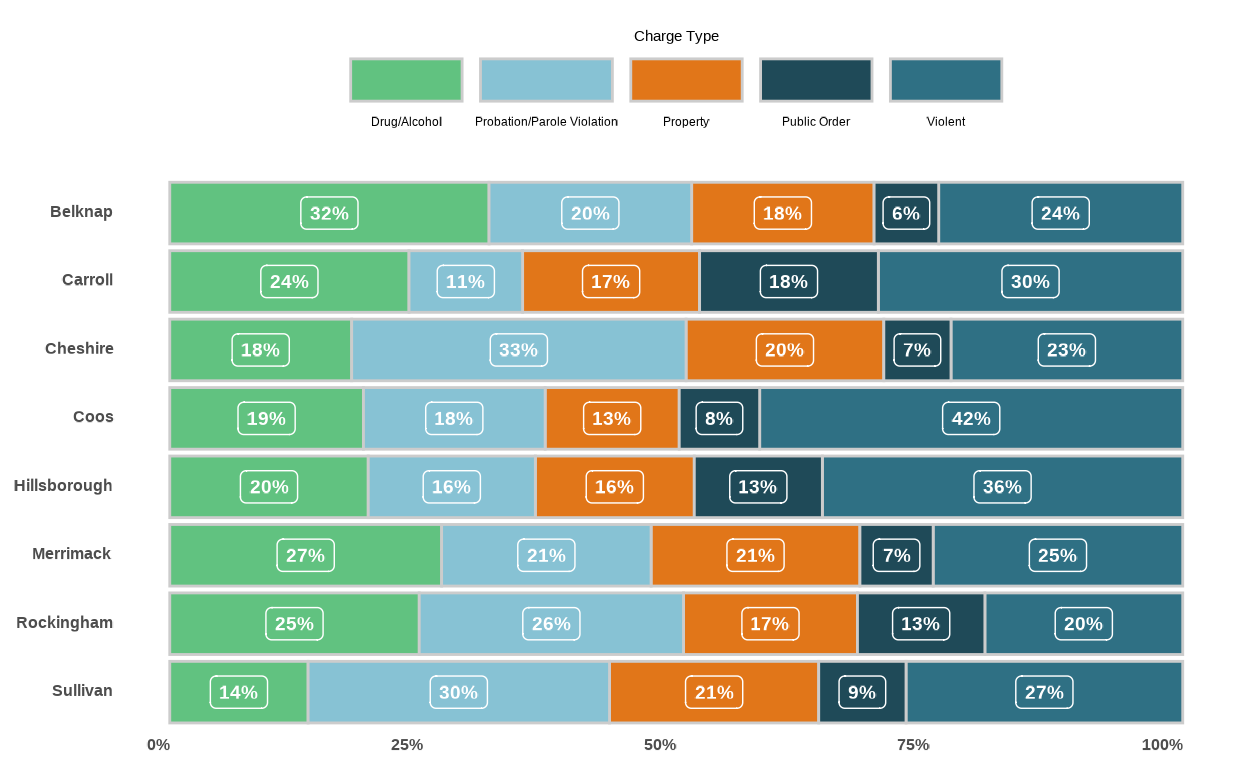 Charge Type
Drug/Alcohol Probation/Parole Violation Property Public Order Violent
Belknap 32% 20% 18% 6% 24%
Carroll 24% 11% 17% 18% 30%
Cheshire 18% 33% 20% 7% 23%
Coos 19% 18% 13% 8% 42%
Hillsborough 20% 16% 16% 13% 36%
Merrimack 27% 21% 21% 7% 25%
Rockingham 25% 26% 17% 13% 20%
Sullivan 14% 30% 21% 9% 27%
0% 25% 50% 75% 100%